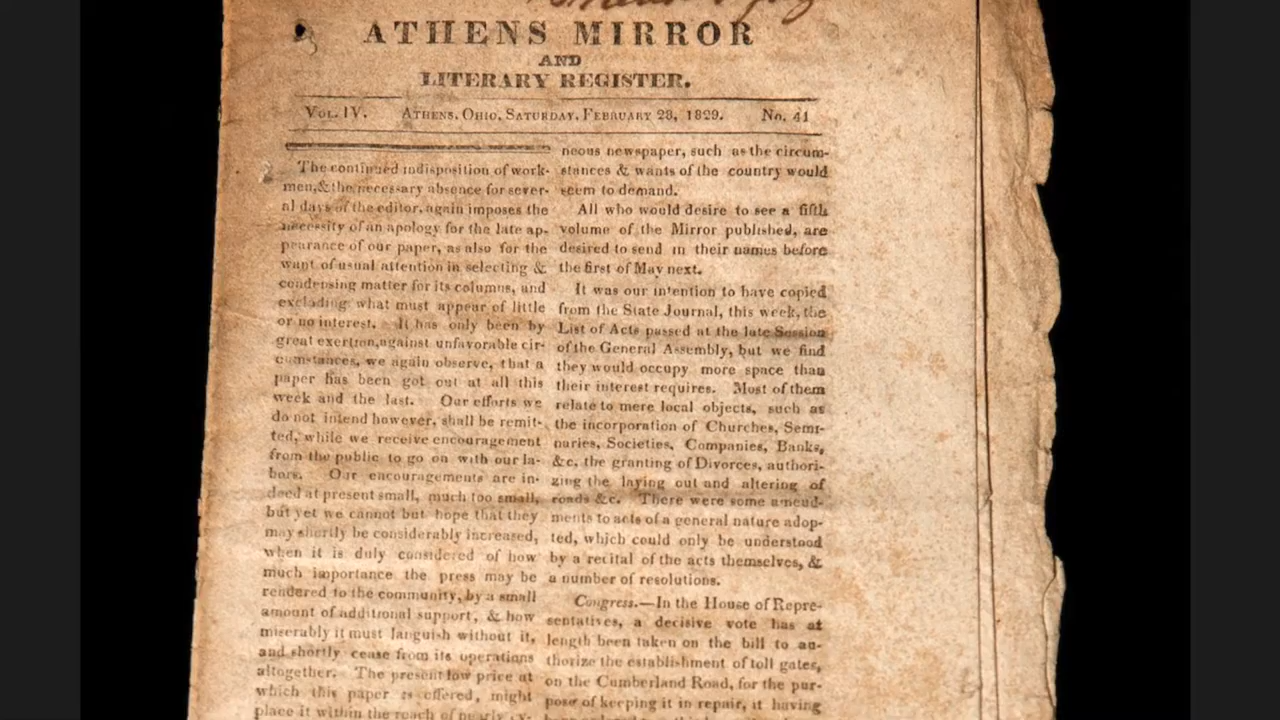 ATHENS MIRROR
AND
LITERARY REGISTER.
Vol. IV. Athens, Ohio, Saturday, February 28, 1829. No. 41
The continued indisposition of work-
men, & the necessary absence for sever-
al days of the editor, again imposes the
necessity of an apology for the late ap-
pearance of our paper, as also for the
want of usual attention in selecting &
condensing matter for its columns, and
excluding what must appear of little
or no interest. It has only been by
great exertion, against unfavorable cir-
cumstances, we again observe, that a
paper has been got out at all this
week and the last. Our efforts we
do not intend however, shall be remit-
ted, while we receive encouragement
from the public to go on with our la-
bors. Our encouragements are in-
deed at present small, much too small,
but yet we cannot but hope that they
may shortly be considerably increased,
when it is duly considered of how
much importance the press may be
rendered to the community, by a small
amount of additional support, & how
miserably it must languish without it,
and shortly cease from its operations
altogether. The present low price at
which this paper is offered, might
place it within the reach of nearly ev-
neous newspaper, such as the circum-
stances & wants of the country would
seem to demand.
All who would desire to see a fifth
volume of the Mirror published, are
desired to send in their names before
the first of May next.
It was our intention to have copied
from the State Journal, this week, the
List of Acts passed at the late Session
of the General Assembly, but we find
they would occupy more space than
their interest requires. Most of them
relate to mere local objects, such as
the incorporation of Churches, Semi-
naries, Societies, Companies, Banks,
&c, the granting of Divorces, authori-
zing the laying out and altering of
roads &c. There were some amend-
ments to acts of a general nature adop-
ted, which could only be understood
by a recital of the acts themselves, &
a number of resolutions.
Congress.—In the House of Repre-
sentatives, a decisive vote has at
length been taken on the bill to au-
thorize the establishment of toll gates,
on the Cumberland Road, for the pur-
pose of keeping it in repair, it having